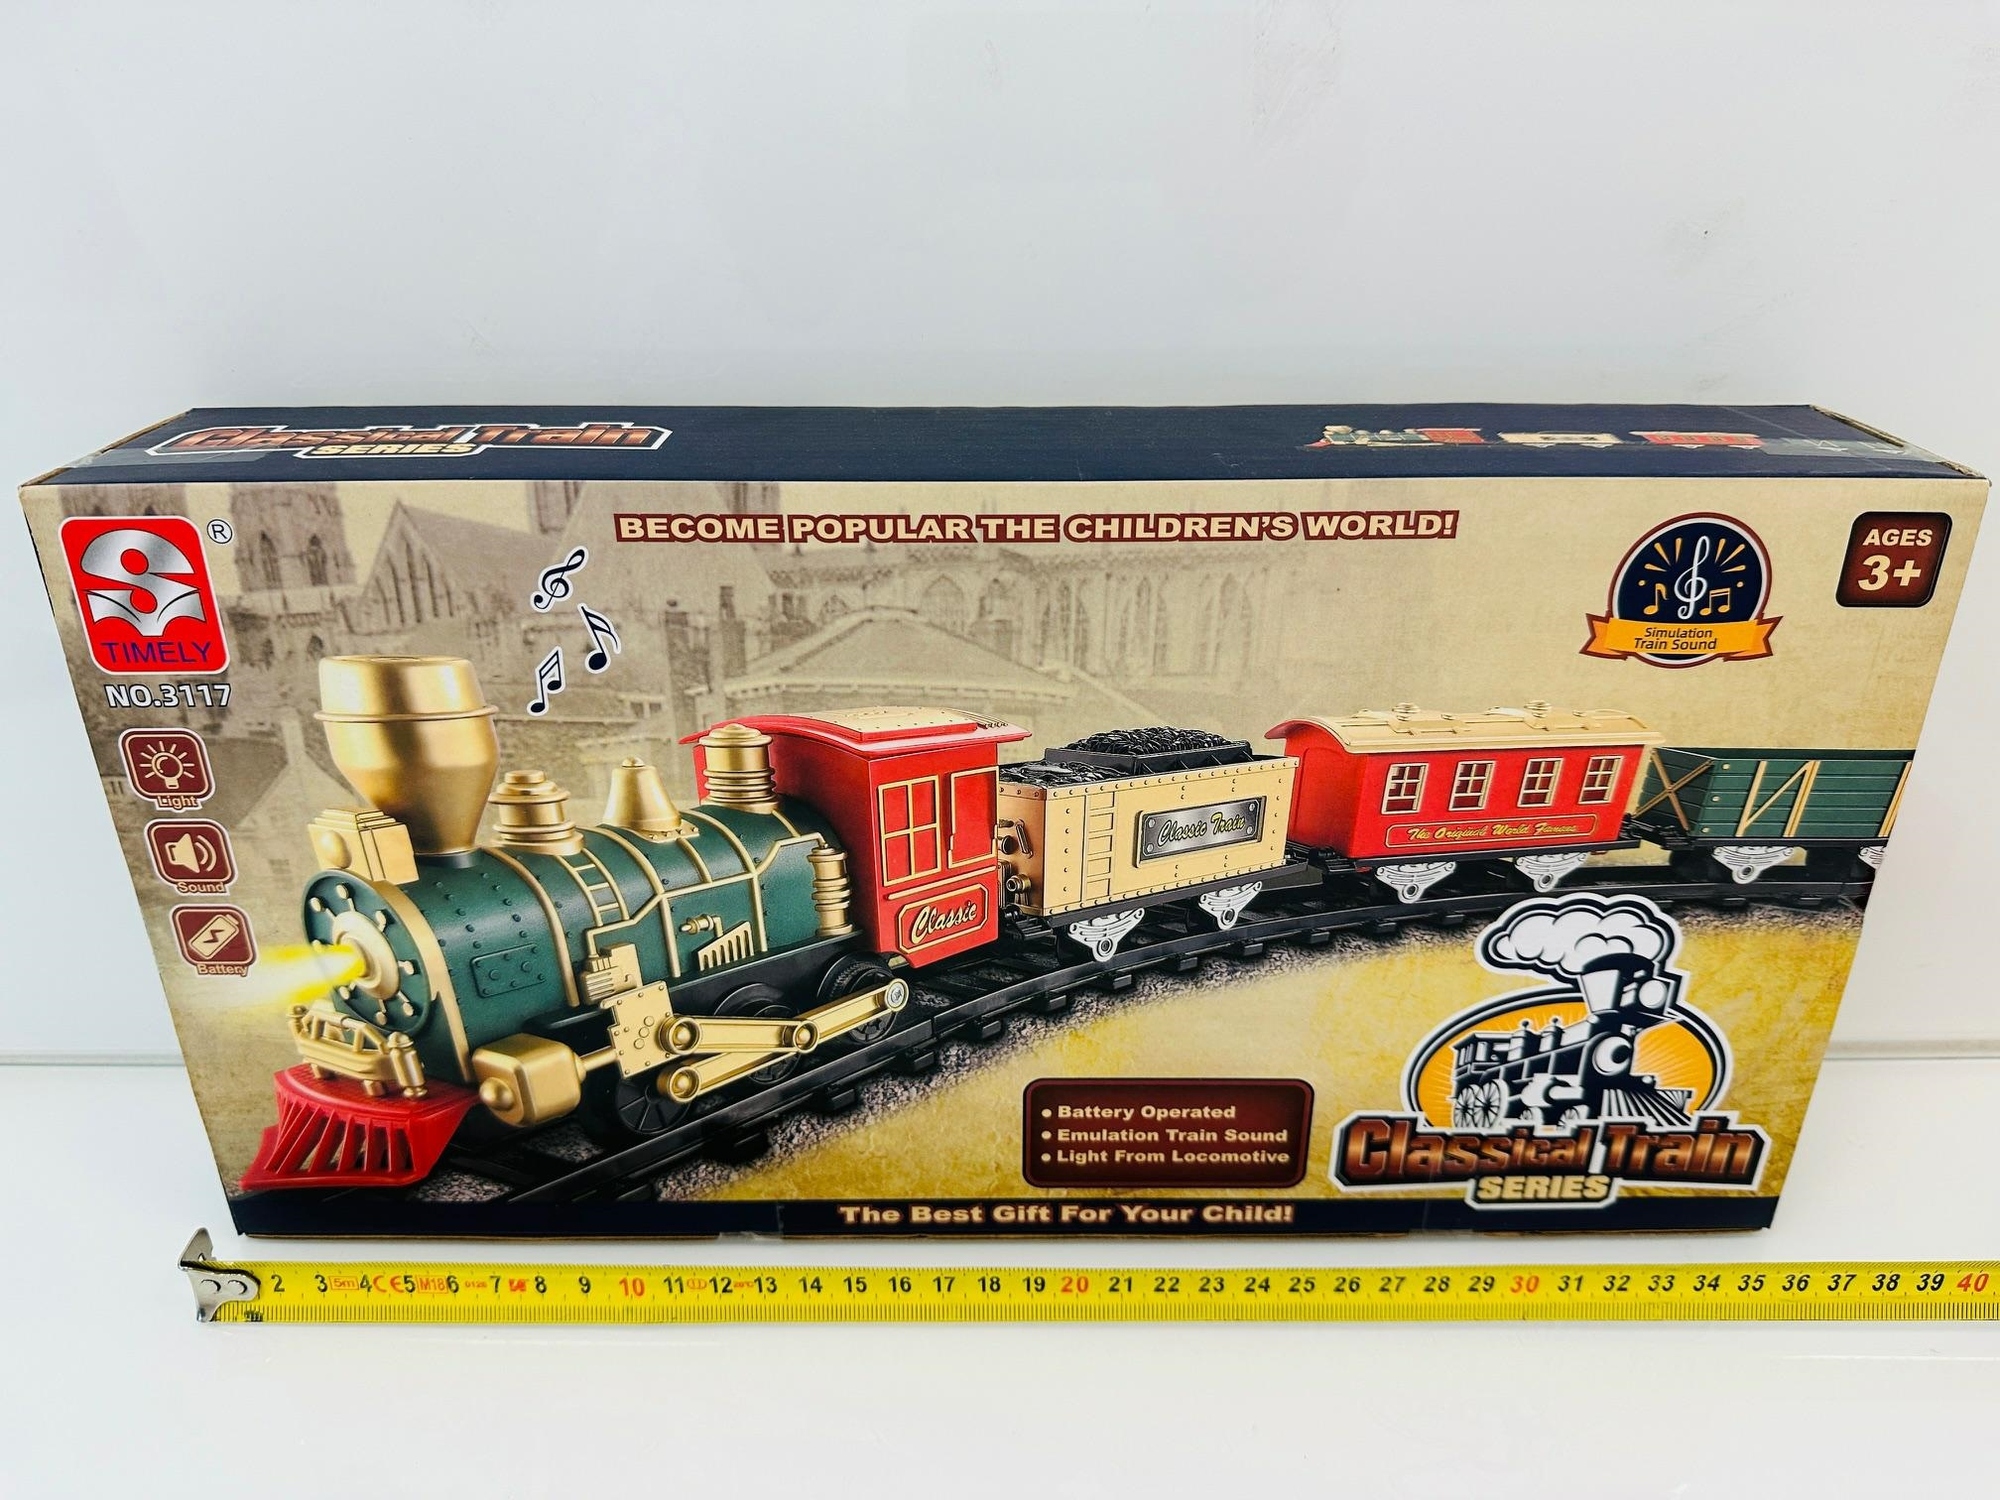 Classical Train
SERIES
BECOME POPULAR THE CHILDREN'S WORLD!
S
®
TIMELY
NO.3117
AGES
3+
Simulation
Train Sound
Light
Sound
Battery
Classic
Classic Train
The Original World Famous
• Battery Operated
• Emulation Train Sound
• Light From Locomotive
Classical Train
SERIES
The Best Gift For Your Child!
2 3 5m 4 CE 5 M18 6 0126 7 8 9 10 11 12 13 14 15 16 17 18 19 20 21 22 23 24 25 26 27 28 29 30 31 32 33 34 35 36 37 38 39 40